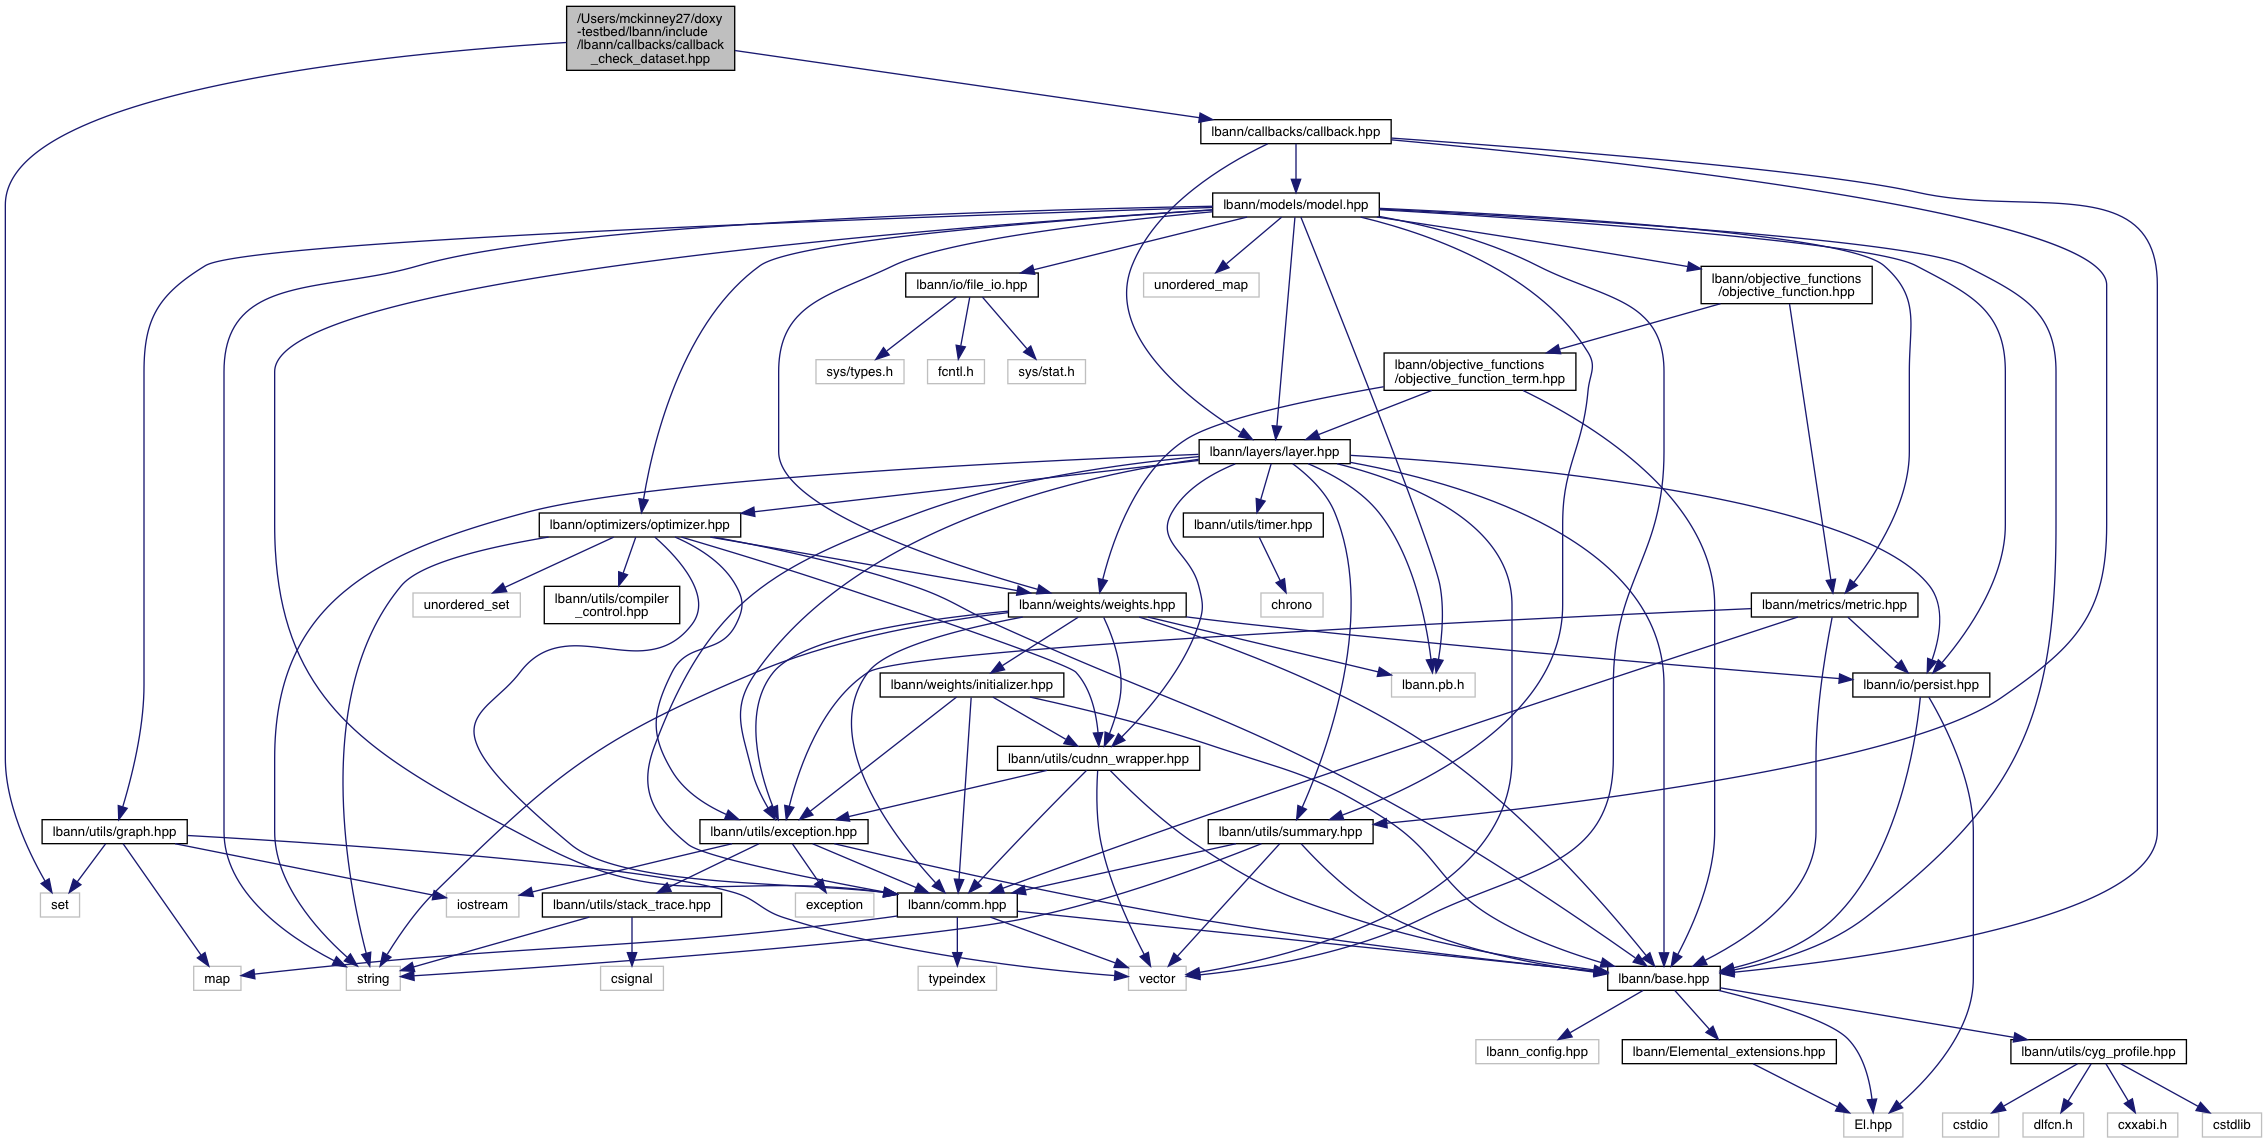 /Users/mckinney27/doxy
-testbed/lbann/include
/lbann/callbacks/callback
_check_dataset.hpp
lbann/callbacks/callback.hpp
lbann/models/model.hpp
lbann/io/file_io.hpp
unordered_map
lbann/objective_functions
/objective_function.hpp
sys/types.h
fcntl.h
sys/stat.h
lbann/objective_functions
/objective_function_term.hpp
lbann/layers/layer.hpp
lbann/optimizers/optimizer.hpp
lbann/utils/timer.hpp
unordered_set
lbann/utils/compiler
_control.hpp
lbann/weights/weights.hpp
chrono
lbann/metrics/metric.hpp
lbann/weights/initializer.hpp
lbann.pb.h
lbann/io/persist.hpp
lbann/utils/cudnn_wrapper.hpp
lbann/utils/graph.hpp
lbann/utils/exception.hpp
lbann/utils/summary.hpp
set
iostream
lbann/utils/stack_trace.hpp
exception
lbann/comm.hpp
map
string
csignal
typeindex
vector
lbann/base.hpp
lbann_config.hpp
lbann/Elemental_extensions.hpp
lbann/utils/cyg_profile.hpp
El.hpp
cstdio
dlfcn.h
cxxabi.h
cstdlib